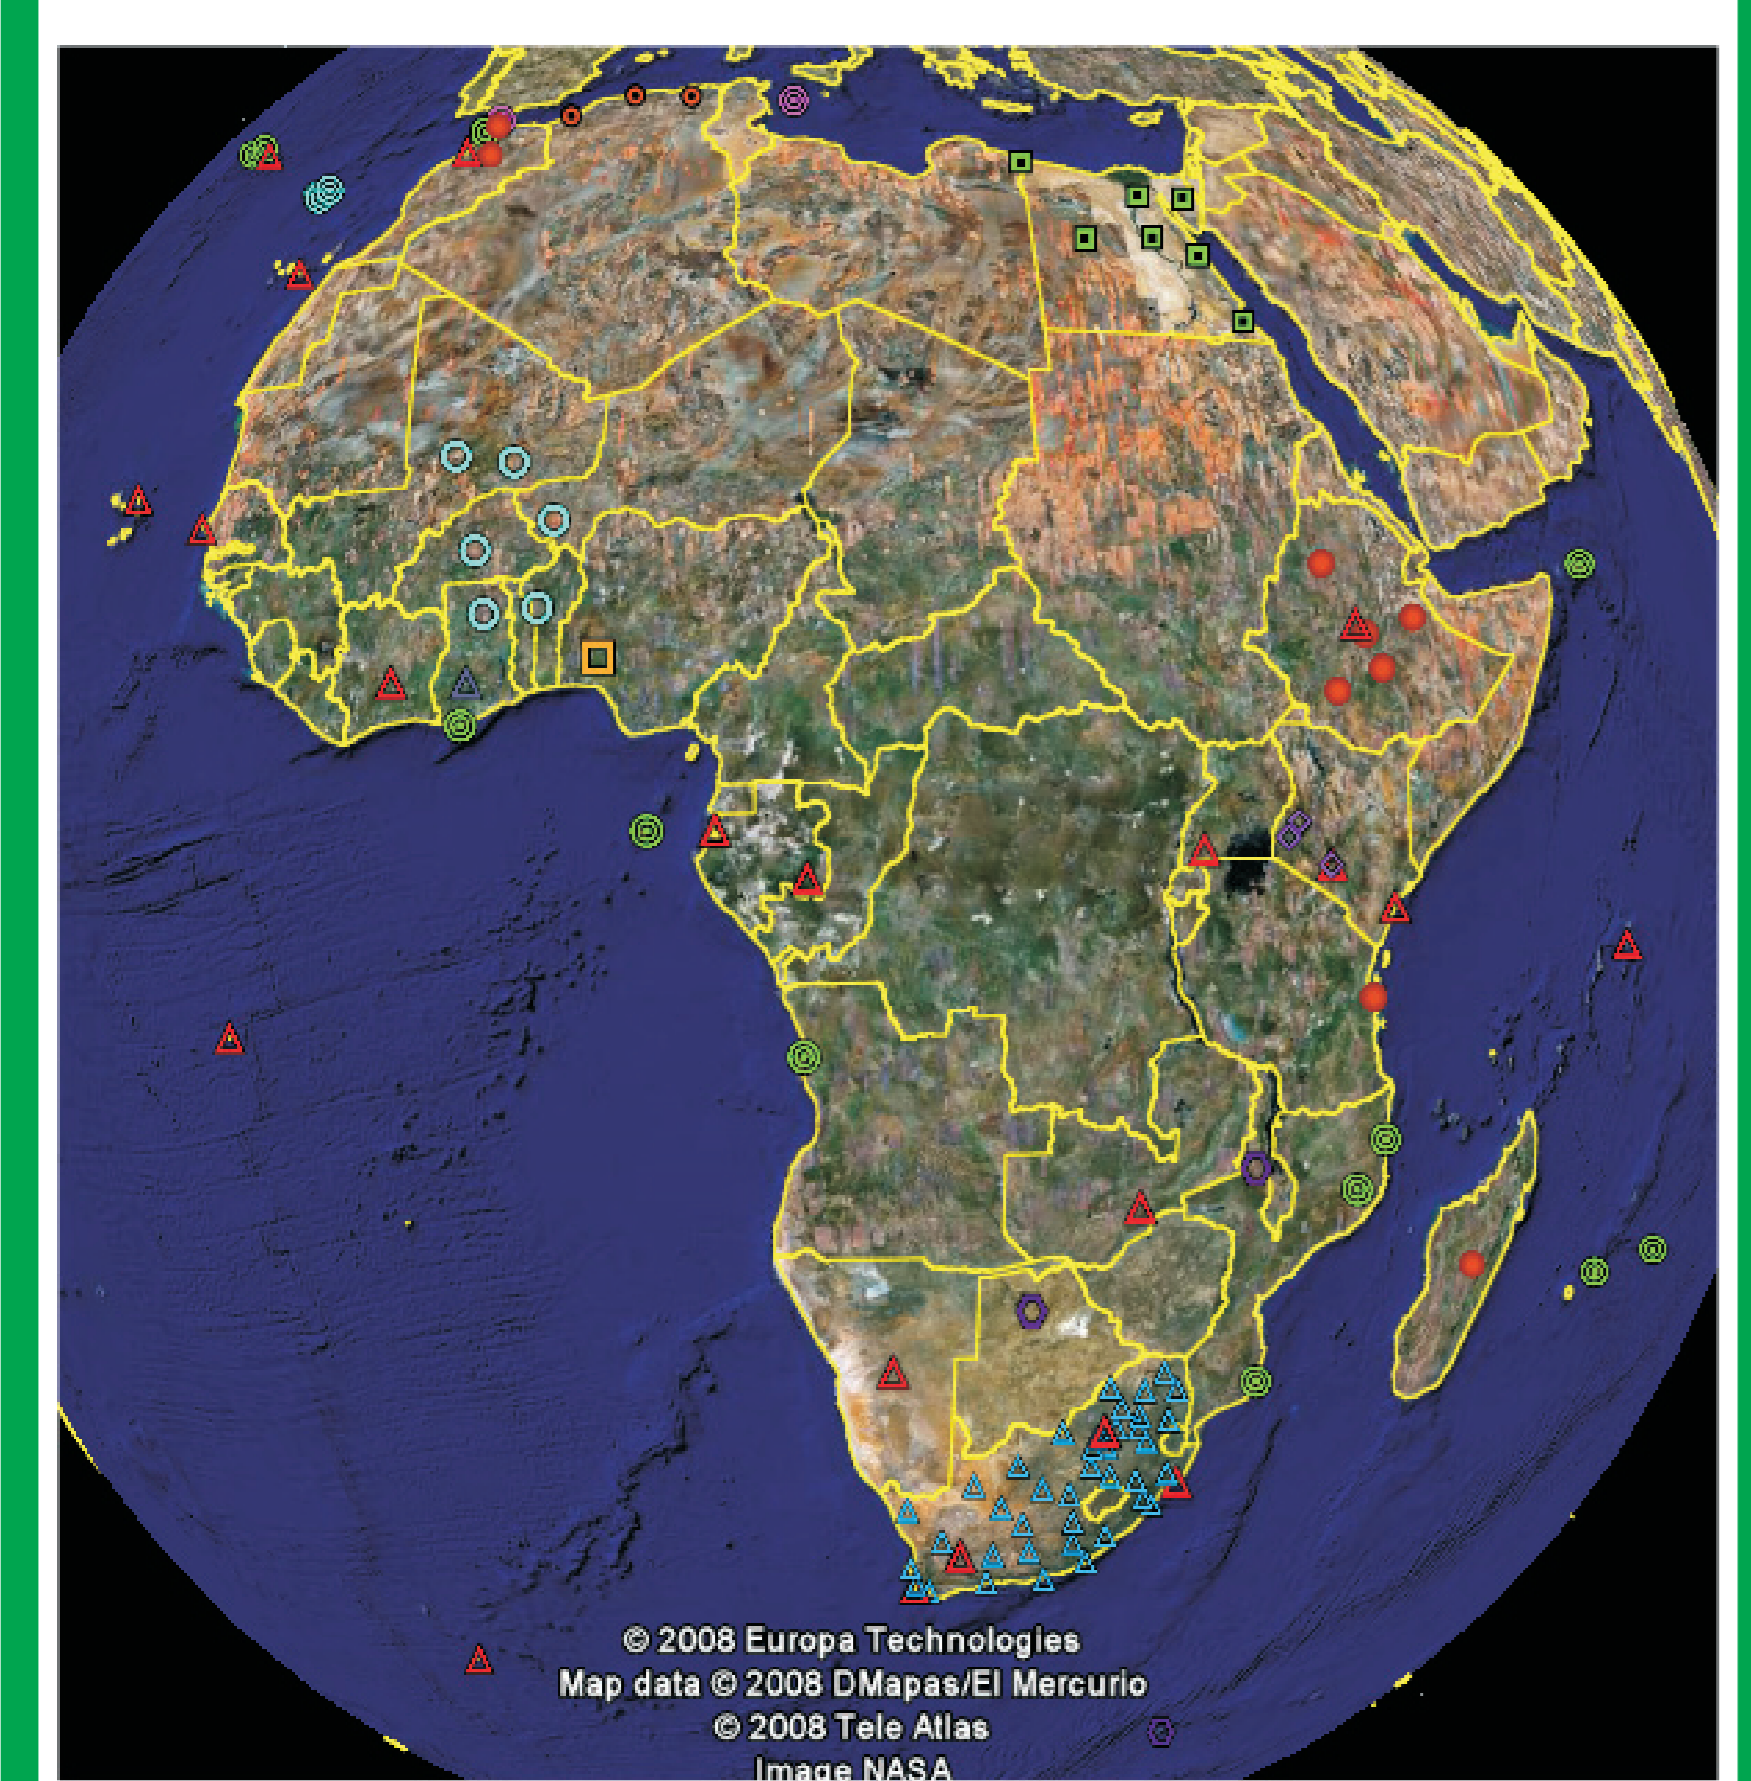 © 2008 Europa Technologies
Map data © 2008 DMapas/El Mercurio
© 2008 Tele Atlas
Image NASA